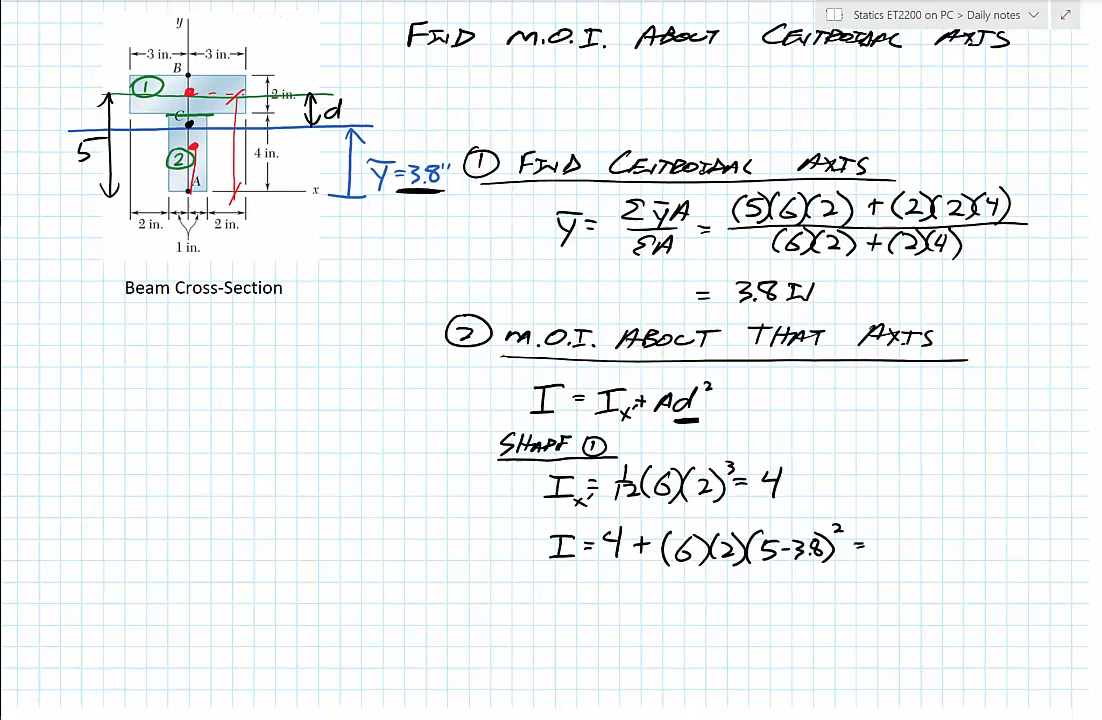 Statics ET2200 on PC > Daily notes
FIND M.O.I. ABOUT CENTROIDAL AXIS
y
3 in. 3 in.
B
1
2 in.
d
C
5
2
4 in.
A
x
ȳ = 3.8"
2 in. 2 in.
1 in.
Beam Cross-Section
① FIND CENTROIDAL AXIS
ȳ = ΣȳA / ΣA = (5)(6)(2) + (2)(2)(4) / (6)(2) + (2)(4)
= 3.8 IN
② M.O.I. ABOUT THAT AXIS
I = Ix' + Ad²
SHAPE ①
Ix' = 1/12 (6)(2)³ = 4
I = 4 + (6)(2)(5-3.8)² =